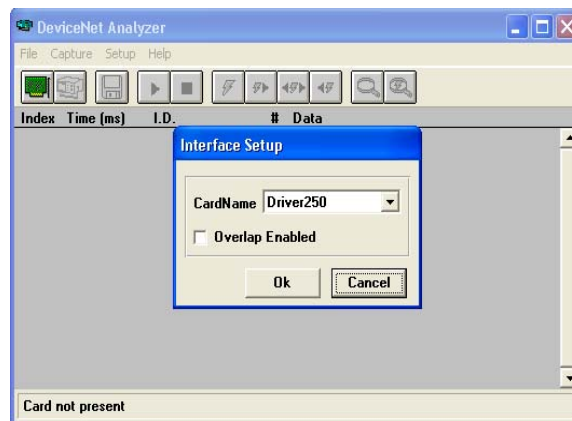 DeviceNet Analyzer
File Capture Setup Help
Index Time (ms) I.D. # Data
Interface Setup
CardName Driver250
Overlap Enabled
Ok Cancel
Card not present